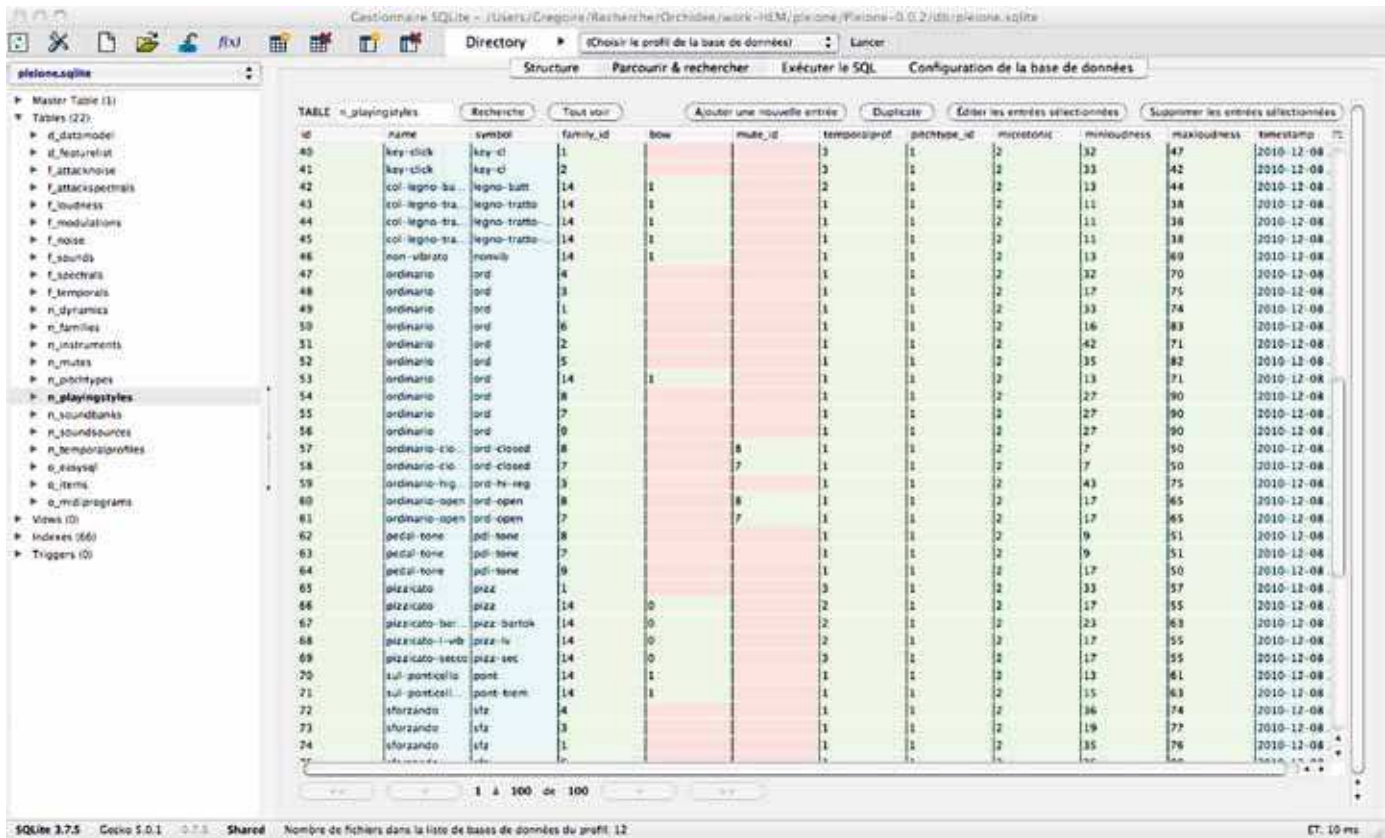 Gestionnaire SQLite - /Users/Gregoire/Recherche/Orchidee/work-HEM/pleione/Pleione-0.0.2/db/pleione.sqlite
f(x) Directory (Choisir le profil de la base de données) Lancer
pleione.sqlite
Structure Parcourir & rechercher Exécuter le SQL Configuration de la base de données
Master Table (1)
Tables (22)
d_datamodel
d_featurelist
f_attacknoise
f_attackspectrals
f_loudness
f_modulations
f_noise
f_sounds
f_spectrals
f_temporals
n_dynamics
n_families
n_instruments
n_mutes
n_pitchtypes
n_playingstyles
n_soundbanks
n_soundsources
n_temporalprofiles
o_easysql
o_items
o_midiprograms
Views (0)
Indexes (66)
Triggers (0)
TABLE n_playingstyles Recherche Tout voir Ajouter une nouvelle entrée Duplicate Éditer les entrées sélectionnées Supprimer les entrées sélectionnées
id name symbol family_id bow mute_id temporalprof pitchtype_id microtonic minloudness maxloudness timestamp
40 key-click key-cl 1 3 1 2 32 47 2010-12-08
41 key-click key-cl 2 3 1 2 33 42 2010-12-08
42 col-legno-bu... legno-batt 14 1 2 1 2 13 44 2010-12-08
43 col-legno-tra... legno-tratto 14 1 1 1 2 11 38 2010-12-08
44 col-legno-tra... legno-tratto-... 14 1 1 1 2 11 38 2010-12-08
45 col-legno-tra... legno-tratto-... 14 1 1 1 2 11 38 2010-12-08
46 non-vibrato nonvib 14 1 1 1 2 13 69 2010-12-08
47 ordinario ord 4 1 1 2 32 70 2010-12-08
48 ordinario ord 3 1 1 2 17 75 2010-12-08
49 ordinario ord 1 1 1 2 33 74 2010-12-08
50 ordinario ord 6 1 1 2 16 83 2010-12-08
51 ordinario ord 2 1 1 2 42 71 2010-12-08
52 ordinario ord 5 1 1 2 35 82 2010-12-08
53 ordinario ord 14 1 1 1 2 13 71 2010-12-08
54 ordinario ord 8 1 1 2 27 90 2010-12-08
55 ordinario ord 7 1 1 2 27 90 2010-12-08
56 ordinario ord 9 1 1 2 27 90 2010-12-08
57 ordinario-clo... ord-closed 8 8 1 1 2 7 50 2010-12-08
58 ordinario-clo... ord-closed 7 7 1 1 2 7 50 2010-12-08
59 ordinario-hig... ord-hi-reg 3 1 1 2 43 75 2010-12-08
60 ordinario-open ord-open 8 8 1 1 2 17 65 2010-12-08
61 ordinario-open ord-open 7 7 1 1 2 17 65 2010-12-08
62 pedal-tone pdl-tone 8 1 1 2 9 51 2010-12-08
63 pedal-tone pdl-tone 7 1 1 2 9 51 2010-12-08
64 pedal-tone pdl-tone 9 1 1 2 17 50 2010-12-08
65 pizzicato pizz 1 3 1 2 33 57 2010-12-08
66 pizzicato pizz 14 0 2 1 2 17 55 2010-12-08
67 pizzicato-bar... pizz-bartok 14 0 2 1 2 23 63 2010-12-08
68 pizzicato-l-vib pizz-lv 14 0 2 1 2 17 55 2010-12-08
69 pizzicato-secco pizz-sec 14 0 3 1 2 17 55 2010-12-08
70 sul-ponticello pont 14 1 1 1 2 13 61 2010-12-08
71 sul-ponticell... pont-trem 14 1 1 1 2 15 63 2010-12-08
72 sforzando sfz 4 1 1 2 36 74 2010-12-08
73 sforzando sfz 3 1 1 2 19 77 2010-12-08
74 sforzando sfz 1 1 1 2 35 76 2010-12-08
1 à 100 de 100
SQLite 3.7.5 Gecko 5.0.1 0.7.5 Shared Nombre de fichiers dans la liste de bases de données du profil: 12 ET: 10 ms